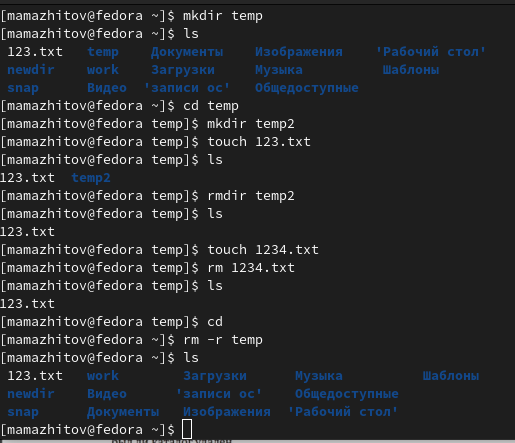 [mamazhitov@fedora ~]$ mkdir temp
[mamazhitov@fedora ~]$ ls
123.txt temp Документы Изображения 'Рабочий стол'
newdir work Загрузки Музыка Шаблоны
snap Видео 'записи ос' Общедоступные
[mamazhitov@fedora ~]$ cd temp
[mamazhitov@fedora temp]$ mkdir temp2
[mamazhitov@fedora temp]$ touch 123.txt
[mamazhitov@fedora temp]$ ls
123.txt temp2
[mamazhitov@fedora temp]$ rmdir temp2
[mamazhitov@fedora temp]$ ls
123.txt
[mamazhitov@fedora temp]$ touch 1234.txt
[mamazhitov@fedora temp]$ rm 1234.txt
[mamazhitov@fedora temp]$ ls
123.txt
[mamazhitov@fedora temp]$ cd
[mamazhitov@fedora ~]$ rm -r temp
[mamazhitov@fedora ~]$ ls
123.txt work Загрузки Музыка Шаблоны
newdir Видео 'записи ос' Общедоступные
snap Документы Изображения 'Рабочий стол'
[mamazhitov@fedora ~]$